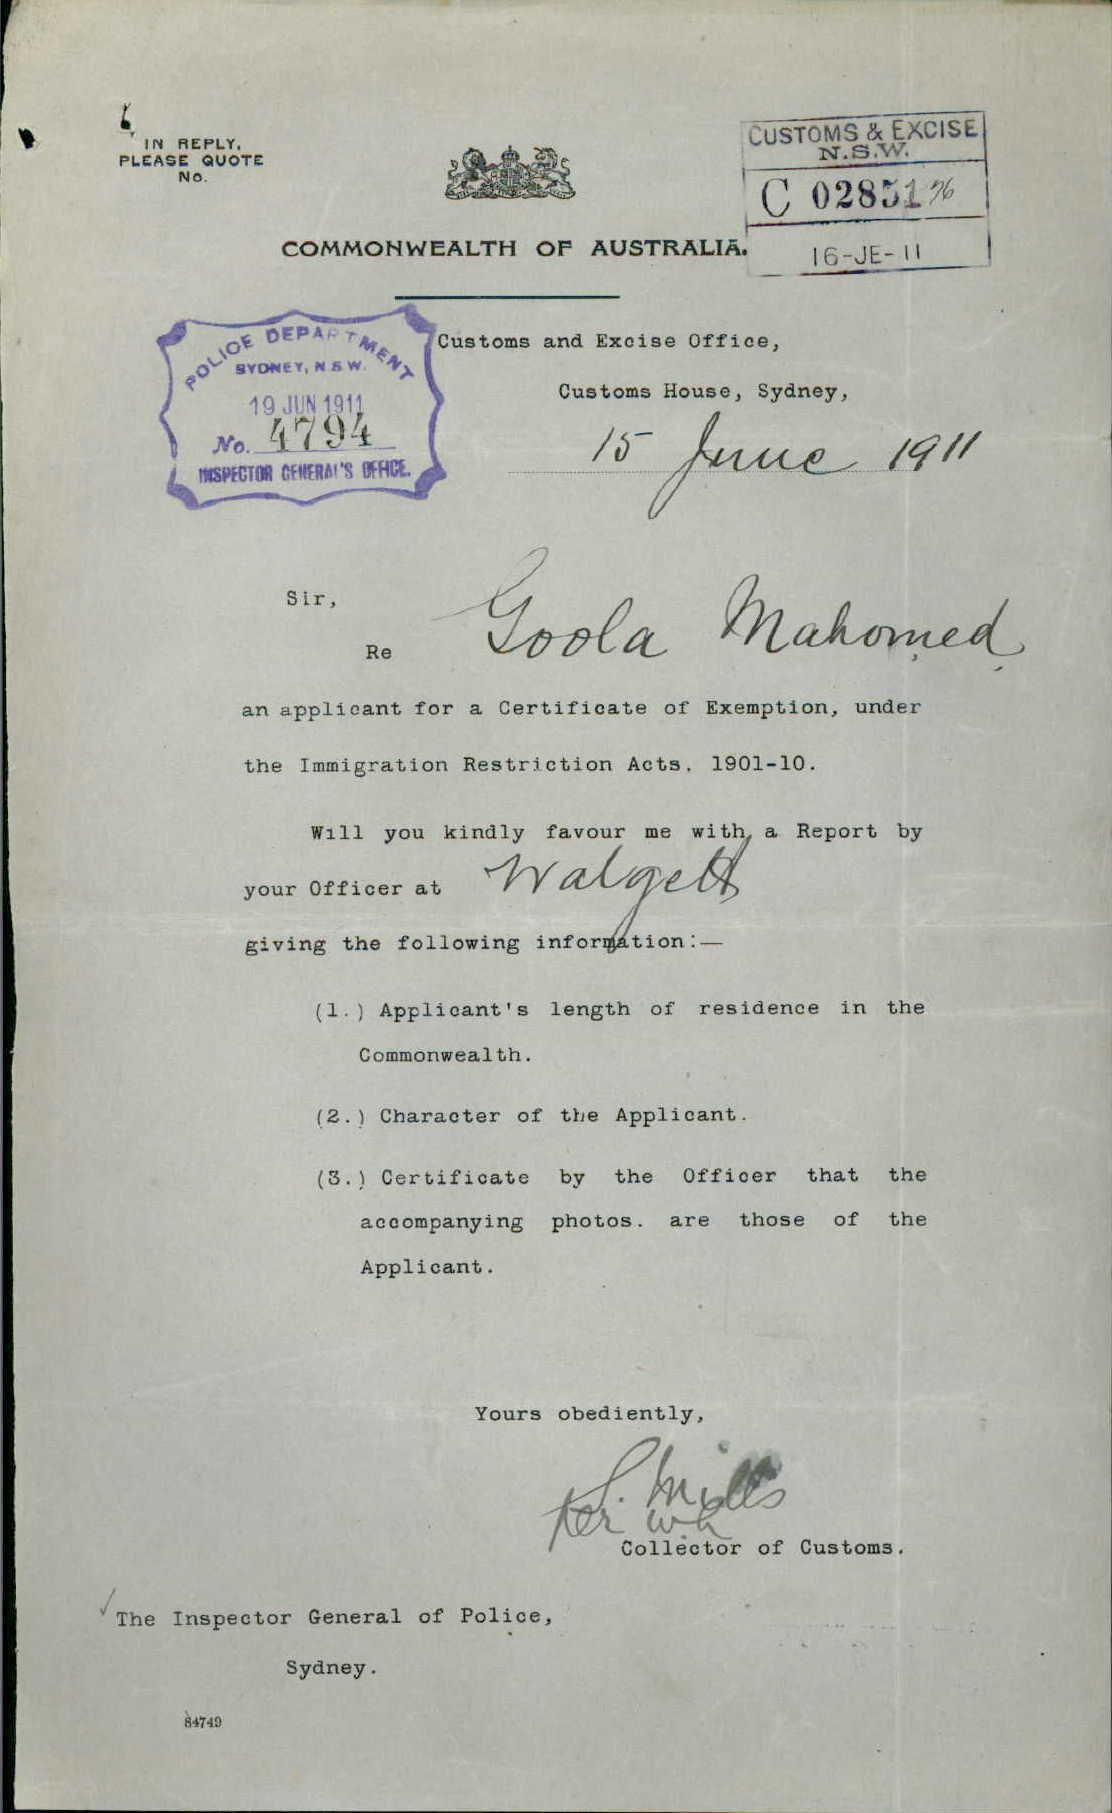 IN REPLY,
PLEASE QUOTE
No.
CUSTOMS & EXCISE
N.S.W.
C 02851
16-JE-11
COMMONWEALTH OF AUSTRALIA.
POLICE DEPARTMENT
SYDNEY, N.S.W.
19 JUN 1911
No. 4794
INSPECTOR GENERAL'S OFFICE.
Customs and Excise Office,
Customs House, Sydney,
15 June 1911
Sir,
Re Goola Mahomed
an applicant for a Certificate of Exemption, under
the Immigration Restriction Acts. 1901-10.
Will you kindly favour me with a Report by
your Officer at Walgett
giving the following information:—
(1.) Applicant's length of residence in the
Commonwealth.
(2.) Character of the Applicant.
(3.) Certificate by the Officer that the
accompanying photos. are those of the
Applicant.
Yours obediently,
S. Mills
per
Collector of Customs.
The Inspector General of Police,
Sydney.
84749